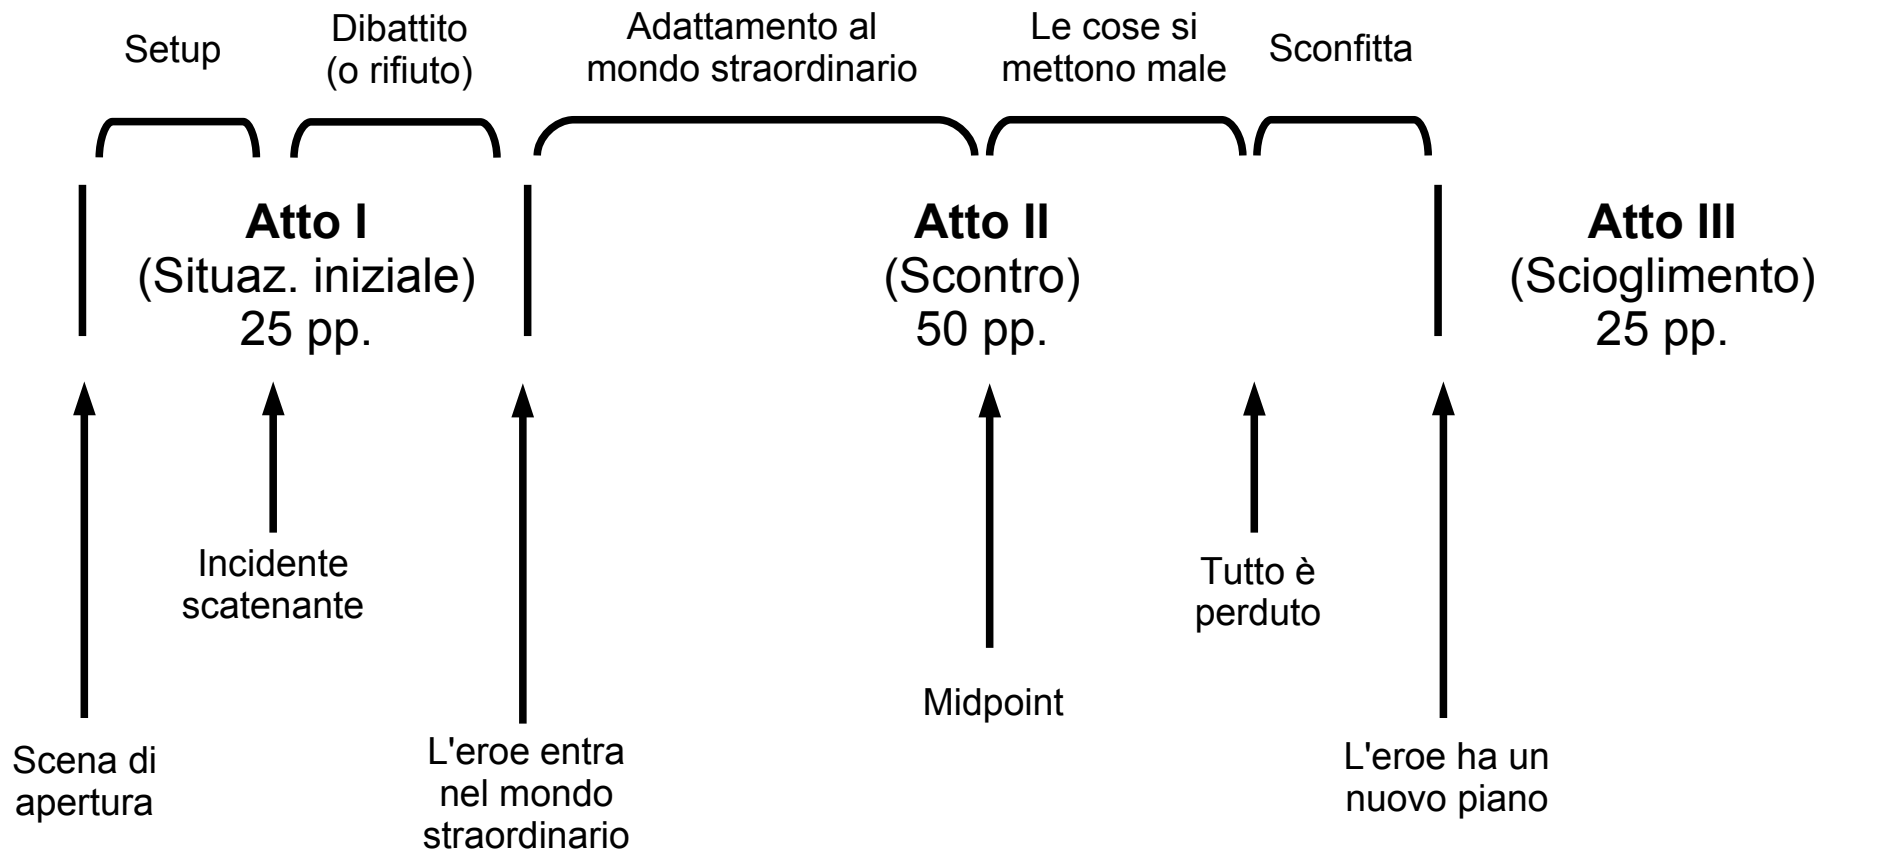 Setup
Dibattito
(o rifiuto)
Adattamento al
mondo straordinario
Le cose si
mettono male
Sconfitta
Atto I
(Situaz. iniziale)
25 pp.
Atto II
(Scontro)
50 pp.
Atto III
(Scioglimento)
25 pp.
Incidente
scatenante
Tutto è
perduto
Midpoint
Scena di
apertura
L'eroe entra
nel mondo
straordinario
L'eroe ha un
nuovo piano